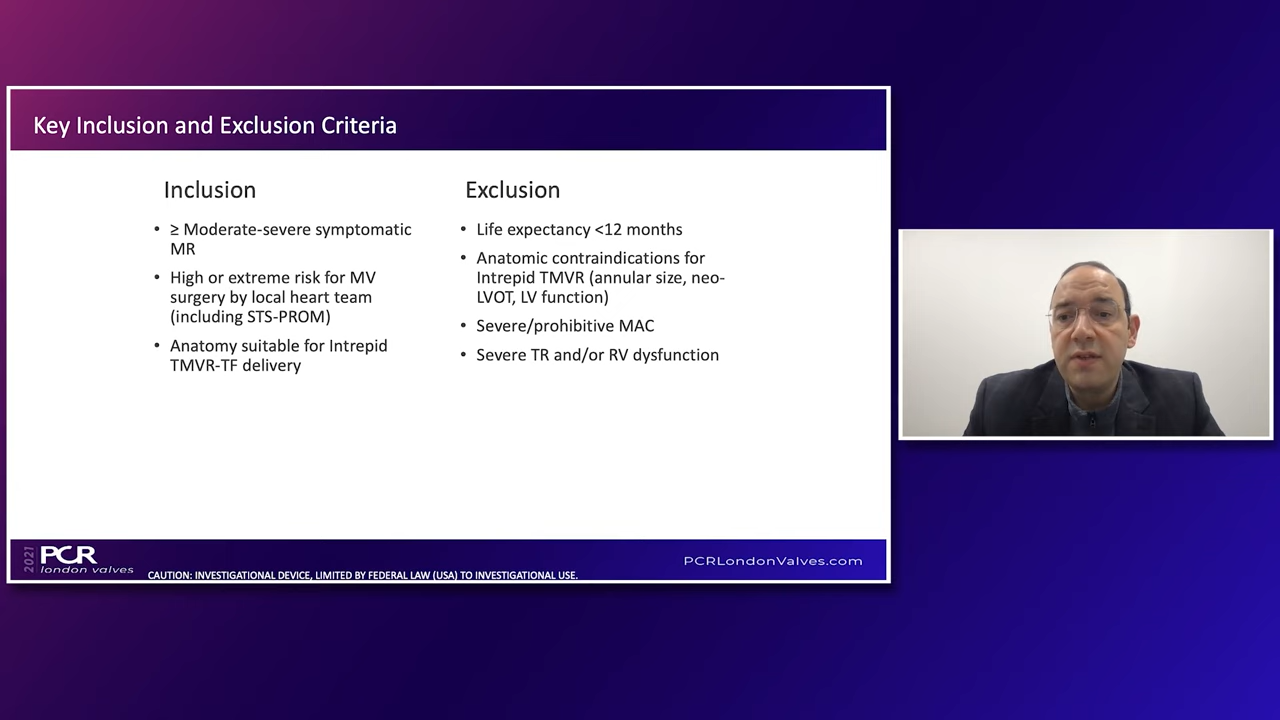 Key Inclusion and Exclusion Criteria
Inclusion
• ≥ Moderate-severe symptomatic
MR
• High or extreme risk for MV
surgery by local heart team
(including STS-PROM)
• Anatomy suitable for Intrepid
TMVR-TF delivery
Exclusion
• Life expectancy <12 months
• Anatomic contraindications for
Intrepid TMVR (annular size, neo-
LVOT, LV function)
• Severe/prohibitive MAC
• Severe TR and/or RV dysfunction
2021
PCR
london valves
CAUTION: INVESTIGATIONAL DEVICE, LIMITED BY FEDERAL LAW (USA) TO INVESTIGATIONAL USE.
PCRLondonValves.com